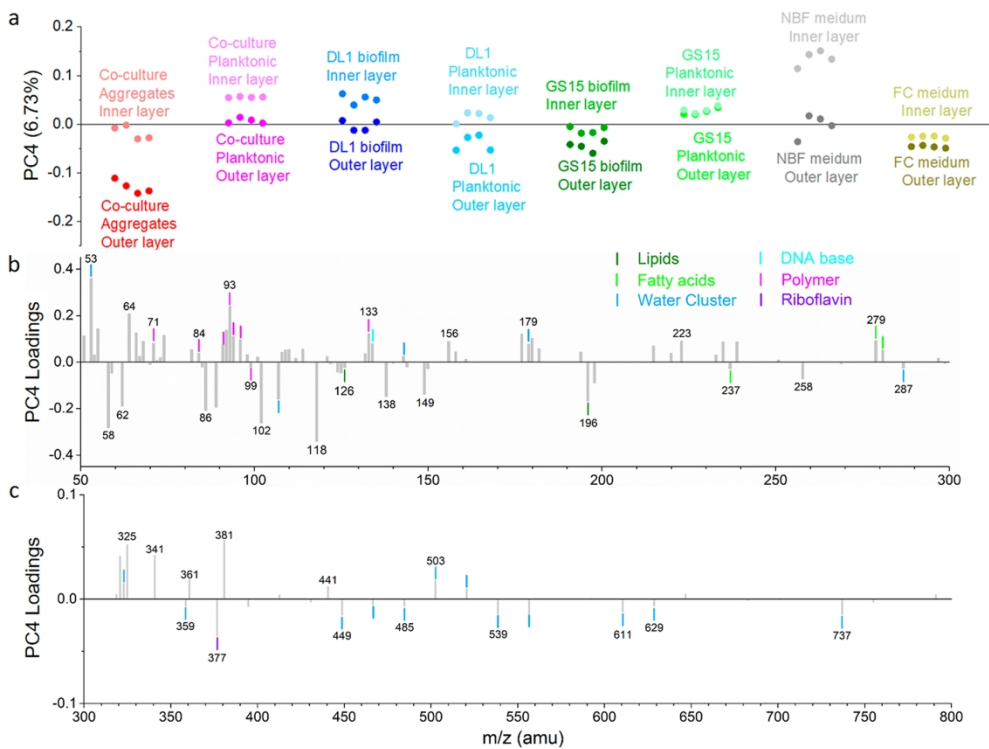 a
PC4 (6.73%)
0.2
0.1
0.0
-0.1
-0.2
Co-culture
Aggregates
Inner layer
Co-culture
Aggregates
Outer layer
Co-culture
Planktonic
Inner layer
Co-culture
Planktonic
Outer layer
DL1 biofilm
Inner layer
DL1 biofilm
Outer layer
DL1
Planktonic
Inner layer
DL1
Planktonic
Outer layer
GS15 biofilm
Inner layer
GS15 biofilm
Outer layer
GS15
Planktonic
Inner layer
GS15
Planktonic
Outer layer
NBF meidum
Inner layer
NBF meidum
Outer layer
FC meidum
Inner layer
FC meidum
Outer layer
b
PC4 Loadings
0.4
0.2
0.0
-0.2
-0.4
Lipids
Fatty acids
Water Cluster
DNA base
Polymer
Riboflavin
53
64
71
84
93
133
156
179
223
279
58
62
86
99
102
118
126
138
149
196
237
258
287
50
100
150
200
250
300
c
PC4 Loadings
0.1
0.0
-0.1
325
341
361
381
441
503
359
377
449
485
539
611
629
737
300
350
400
450
500
550
600
650
700
750
800
m/z (amu)